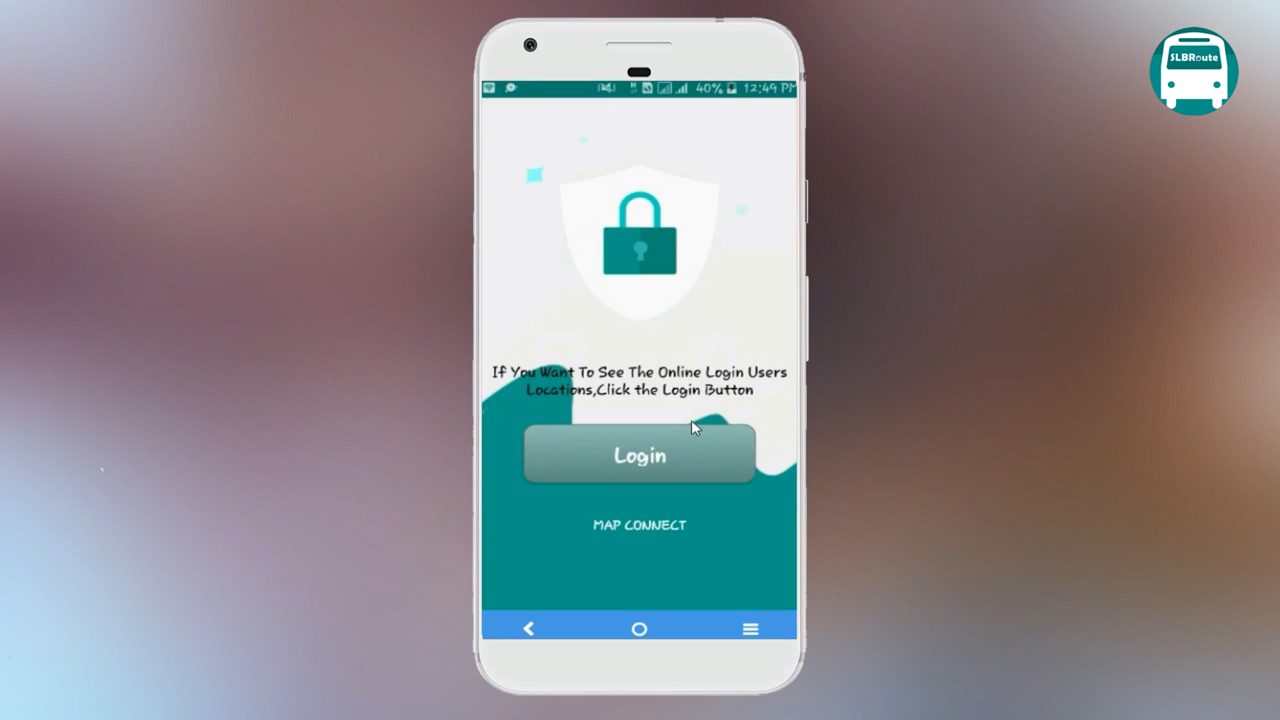 SLBRoute
40% 12:49 PM
If You Want To See The Online Login Users
Locations,Click the Login Button
Login
MAP CONNECT